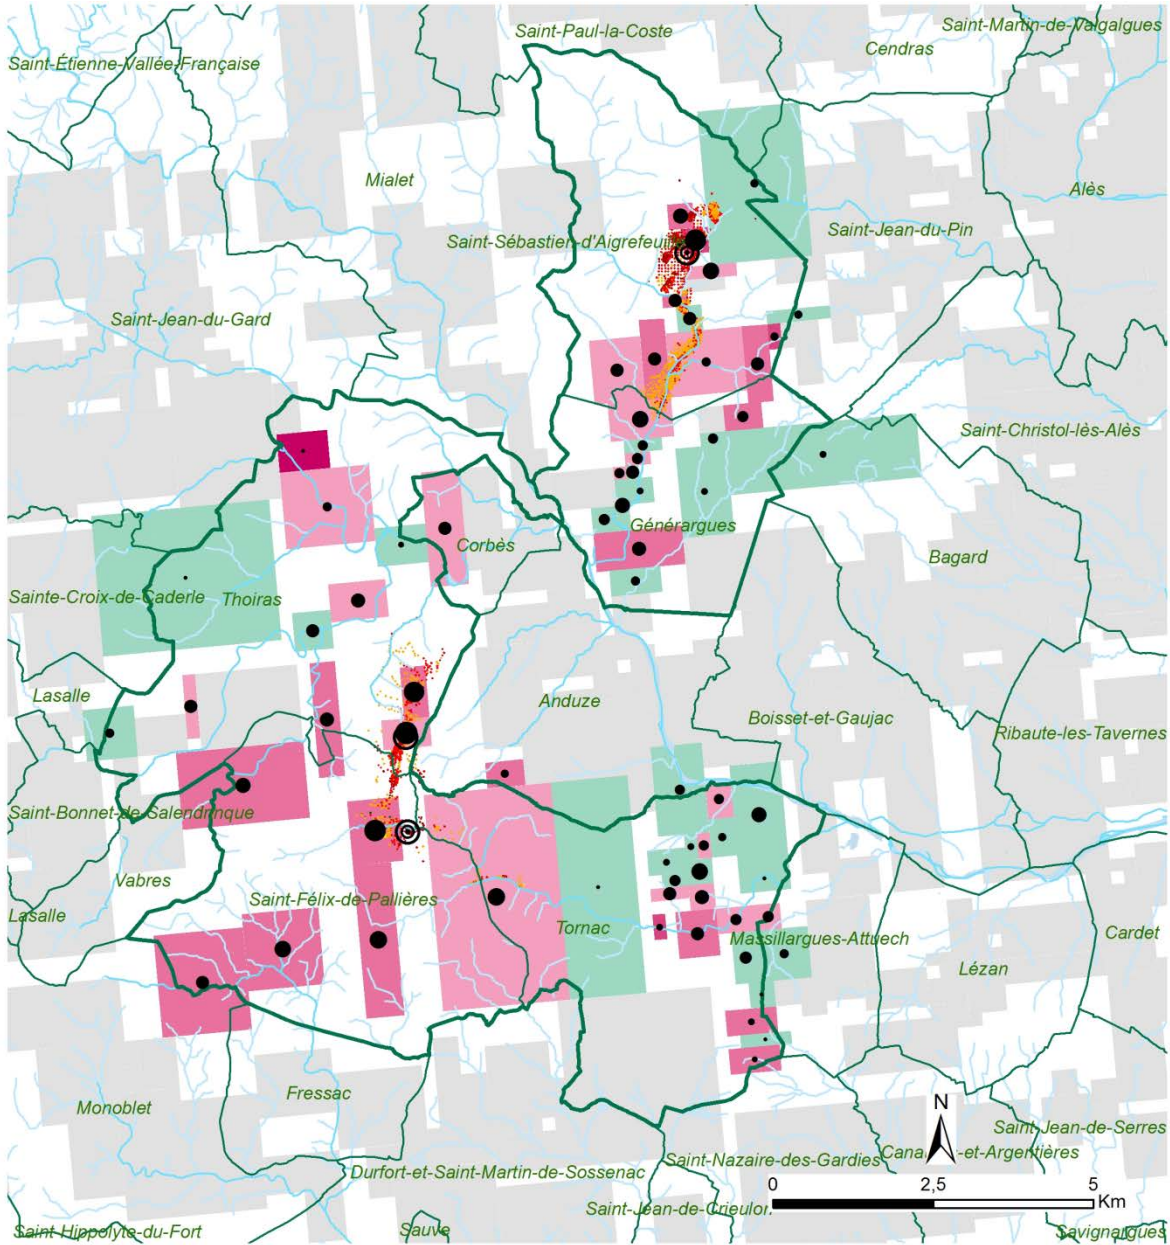 Saint-Martin-de-Valgalgues
Saint-Paul-la-Coste
Cendras
Saint-Étienne-Vallée-Française
Mialet
Alès
Saint-Sébastien-d'Aigrefeuille
Saint-Jean-du-Pin
Saint-Jean-du-Gard
Saint-Christol-lès-Alès
Générargues
Corbès
Bagard
Sainte-Croix-de-Caderle
Thoiras
Lasalle
Anduze
Boisset-et-Gaujac
Ribaute-les-Tavernes
Saint-Bonnet-de-Salendrinque
Vabres
Saint-Félix-de-Pallières
Lasalle
Tornac
Massillargues-Attuech
Cardet
Lézan
Fressac
Monoblet
N
Saint-Jean-de-Serres
Saint-Nazaire-des-Gardies
-et-Argentières
Durfort-et-Saint-Martin-de-Sossenac
0
2,5
5
Km
Saint-Jean-de-Crieulon
Saint-Hippolyte-du-Fort
Sauve
Savignargues